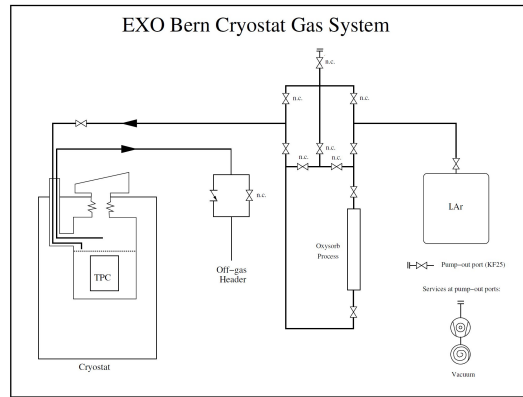 EXO Bern Cryostat Gas System
n.c.
n.c.
n.c.
n.c.
n.c.
n.c.
n.c.
LAr
Oxysorb
Process
TPC
Off-gas
Header
Pump-out port (KF25)
Services at pump-out ports:
Cryostat
Vacuum